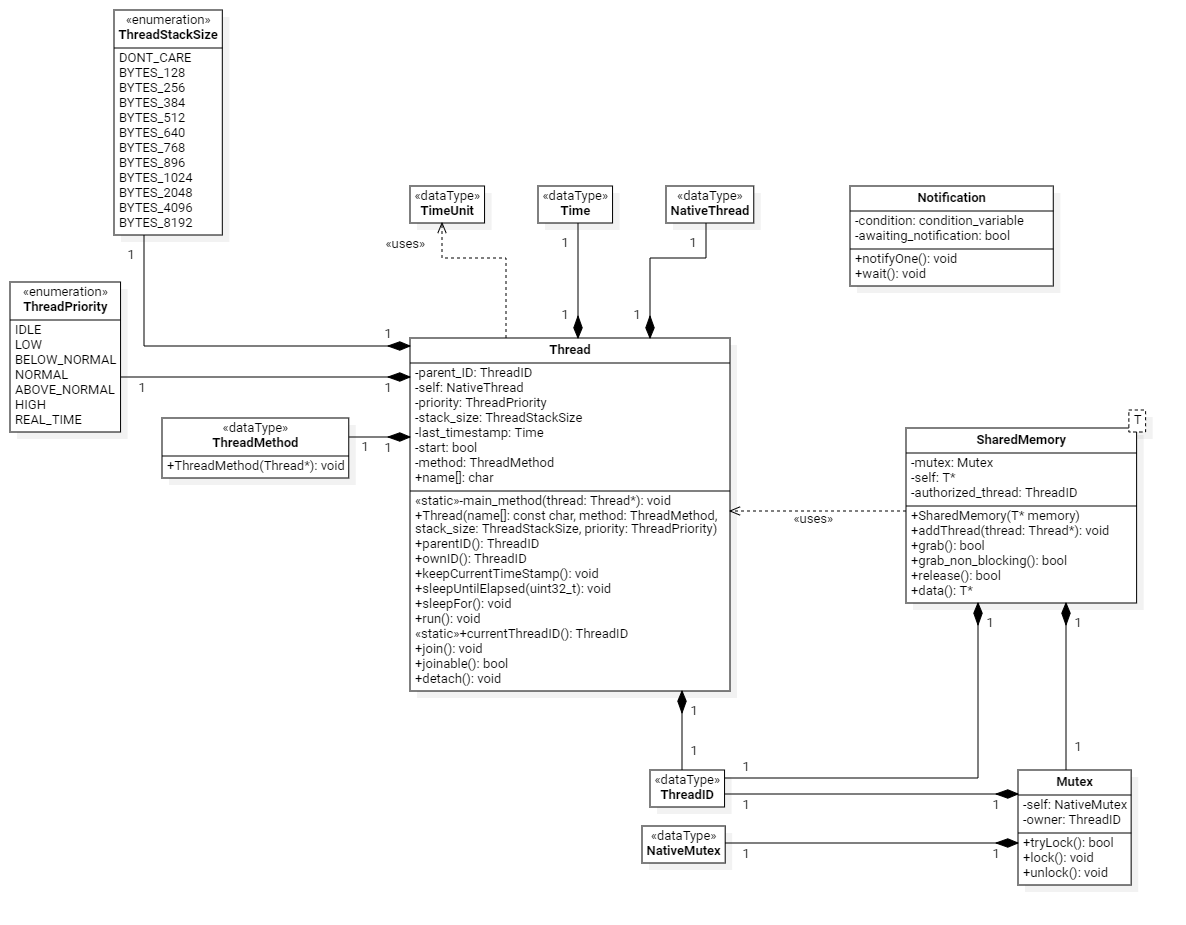 «enumeration»
ThreadStackSize
DONT_CARE
BYTES_128
BYTES_256
BYTES_384
BYTES_512
BYTES_640
BYTES_768
BYTES_896
BYTES_1024
BYTES_2048
BYTES_4096
BYTES_8192
1
1
«enumeration»
ThreadPriority
IDLE
LOW
BELOW_NORMAL
NORMAL
ABOVE_NORMAL
HIGH
REAL_TIME
1
1
«dataType»
ThreadMethod
+ThreadMethod(Thread*): void
1
1
«dataType»
TimeUnit
«uses»
«dataType»
Time
1
1
«dataType»
NativeThread
1
1
Notification
-condition: condition_variable
-awaiting_notification: bool
+notifyOne(): void
+wait(): void
Thread
-parent_ID: ThreadID
-self: NativeThread
-priority: ThreadPriority
-stack_size: ThreadStackSize
-last_timestamp: Time
-start: bool
-method: ThreadMethod
+name[]: char
«static»-main_method(thread: Thread*): void
+Thread(name[]: const char, method: ThreadMethod,
stack_size: ThreadStackSize, priority: ThreadPriority)
+parentID(): ThreadID
+ownID(): ThreadID
+keepCurrentTimeStamp(): void
+sleepUntilElapsed(uint32_t): void
+sleepFor(): void
+run(): void
«static»+currentThreadID(): ThreadID
+join(): void
+joinable(): bool
+detach(): void
«uses»
T
SharedMemory
-mutex: Mutex
-self: T*
-authorized_thread: ThreadID
+SharedMemory(T* memory)
+addThread(thread: Thread*): void
+grab(): bool
+grab_non_blocking(): bool
+release(): bool
+data(): T*
1
1
1
1
1
1
«dataType»
ThreadID
1
1
«dataType»
NativeMutex
1
1
Mutex
-self: NativeMutex
-owner: ThreadID
+tryLock(): bool
+lock(): void
+unlock(): void